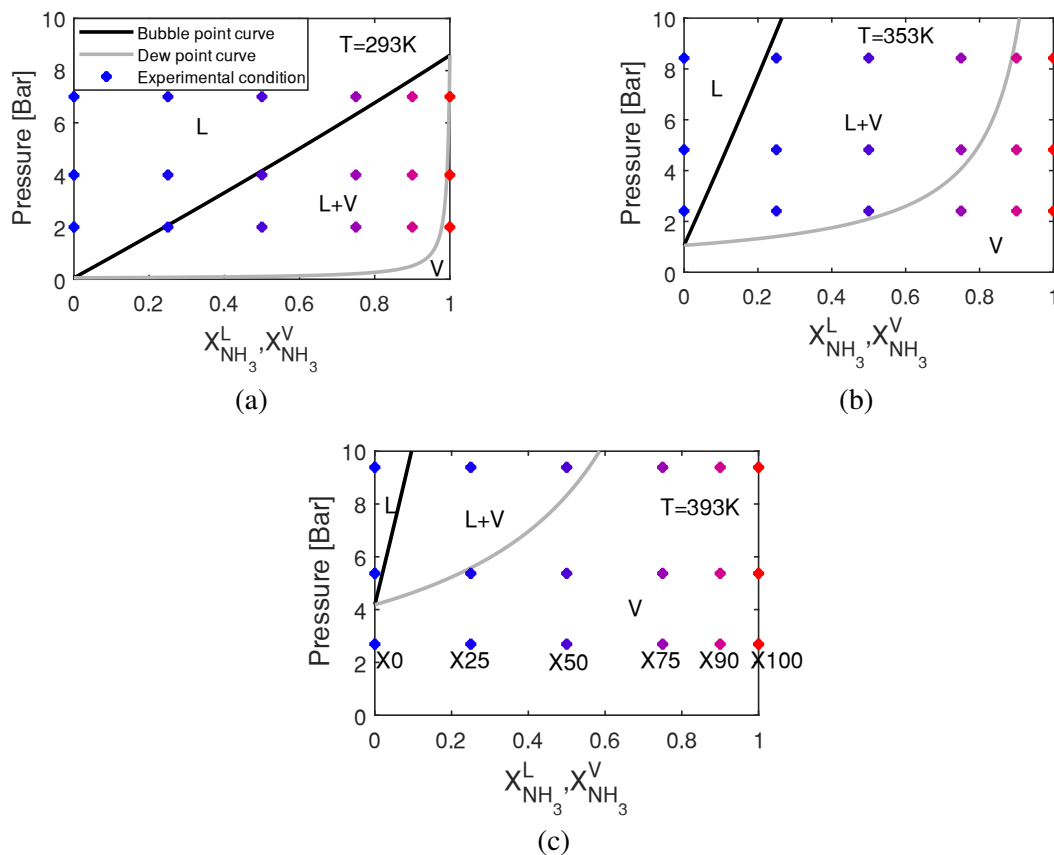 10
8
6
4
2
0
Pressure [Bar]
Bubble point curve
Dew point curve
Experimental condition
T=293K
L
L+V
V
0 0.2 0.4 0.6 0.8 1
X^L_NH3,X^V_NH3
(a)
10
8
6
4
2
0
Pressure [Bar]
T=353K
L
L+V
V
0 0.2 0.4 0.6 0.8 1
X^L_NH3,X^V_NH3
(b)
10
8
6
4
2
0
Pressure [Bar]
T=393K
L
L+V
V
X0 X25 X50 X75 X90 X100
0 0.2 0.4 0.6 0.8 1
X^L_NH3,X^V_NH3
(c)